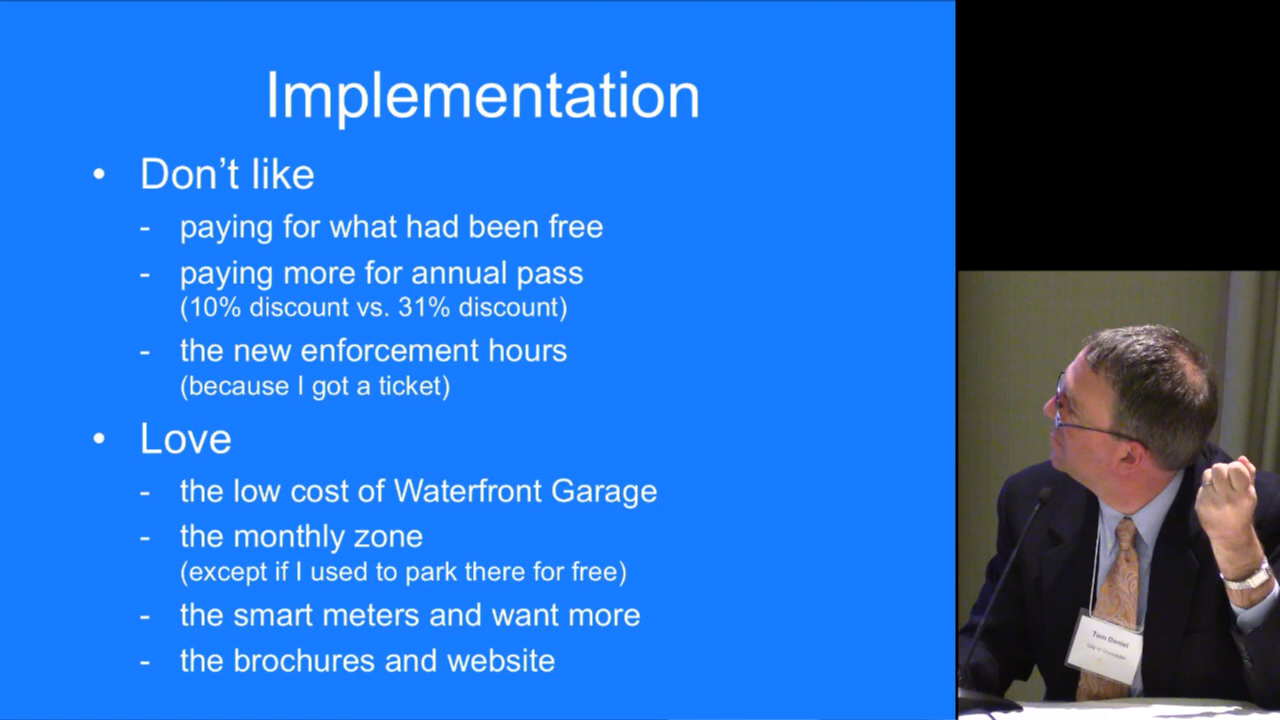 Implementation
• Don't like
- paying for what had been free
- paying more for annual pass
(10% discount vs. 31% discount)
- the new enforcement hours
(because I got a ticket)
• Love
- the low cost of Waterfront Garage
- the monthly zone
(except if I used to park there for free)
- the smart meters and want more
- the brochures and website
Tom Daniel
City of